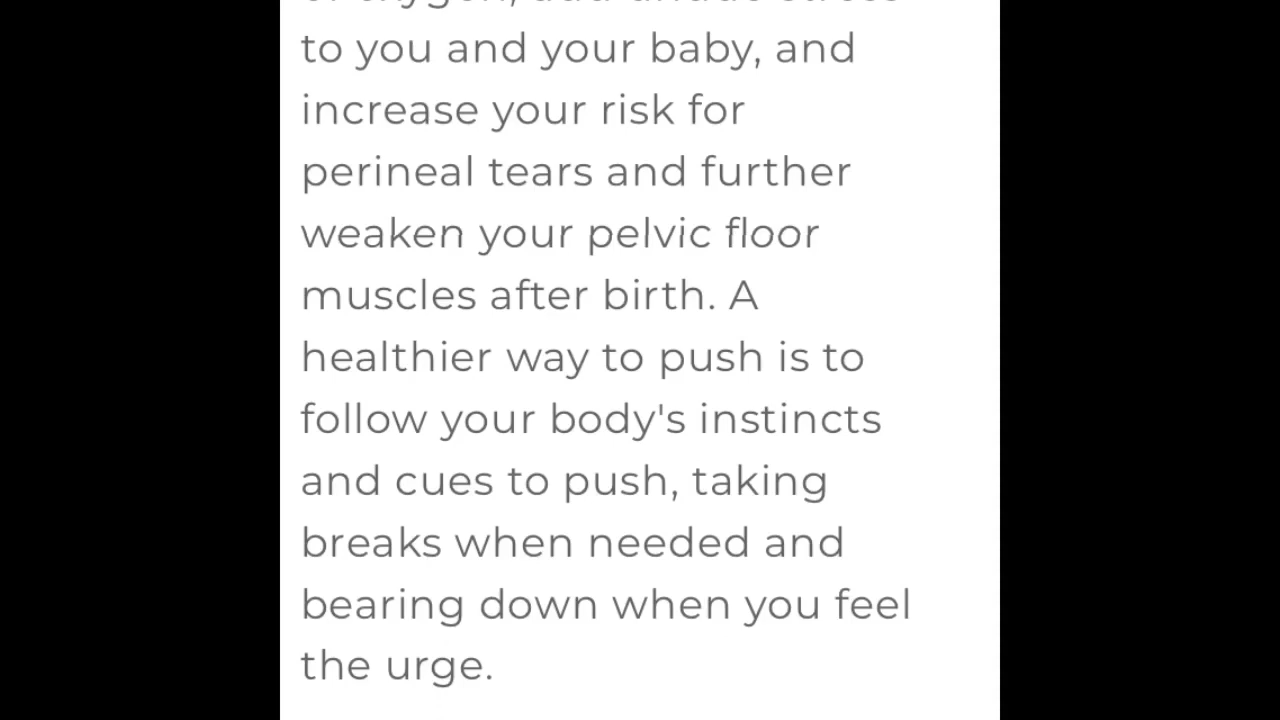 to you and your baby, and
increase your risk for
perineal tears and further
weaken your pelvic floor
muscles after birth. A
healthier way to push is to
follow your body's instincts
and cues to push, taking
breaks when needed and
bearing down when you feel
the urge.